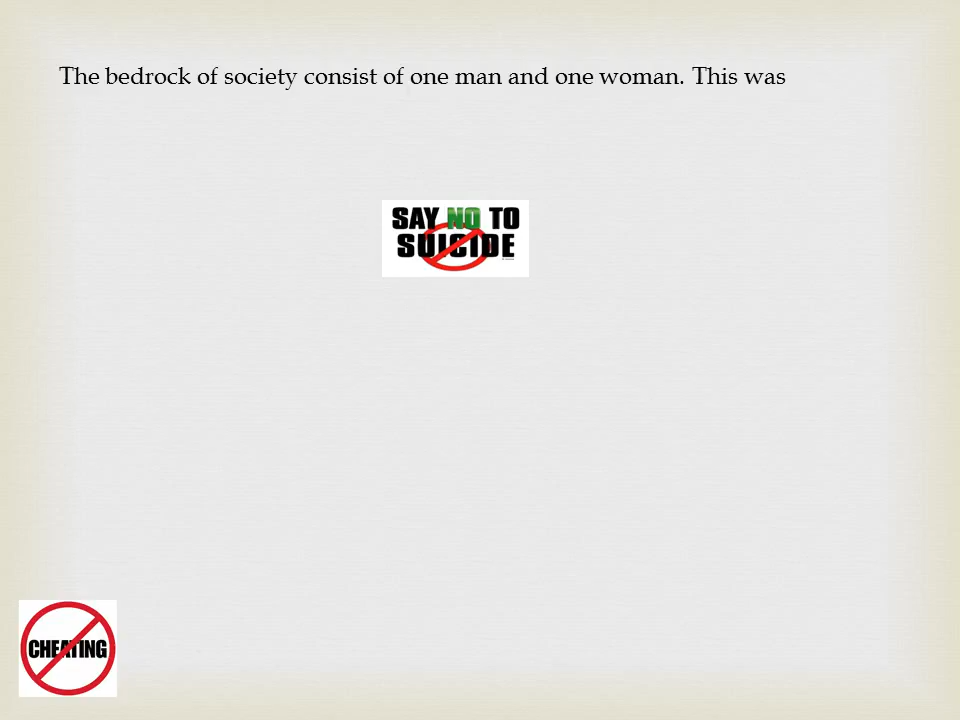 The bedrock of society consist of one man and one woman. This was
SAY NO TO
SUICIDE
CHEATING